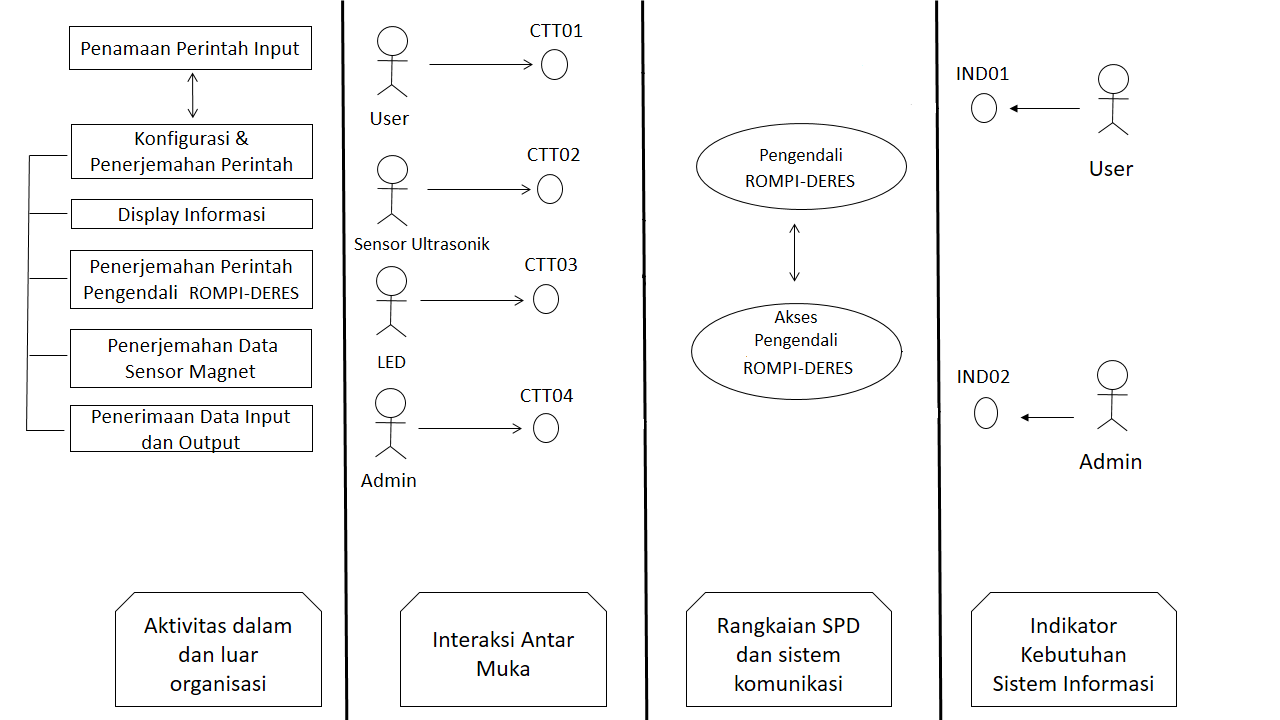 Penamaan Perintah Input
Konfigurasi &
Penerjemahan Perintah
Display Informasi
Penerjemahan Perintah
Pengendali ROMPI-DERES
Penerjemahan Data
Sensor Magnet
Penerimaan Data Input
dan Output
CTT01
User
CTT02
Sensor Ultrasonik
CTT03
LED
CTT04
Admin
Pengendali
ROMPI-DERES
Akses
Pengendali
ROMPI-DERES
IND01
User
IND02
Admin
Aktivitas dalam
dan luar
organisasi
Interaksi Antar
Muka
Rangkaian SPD
dan sistem
komunikasi
Indikator
Kebutuhan
Sistem Informasi